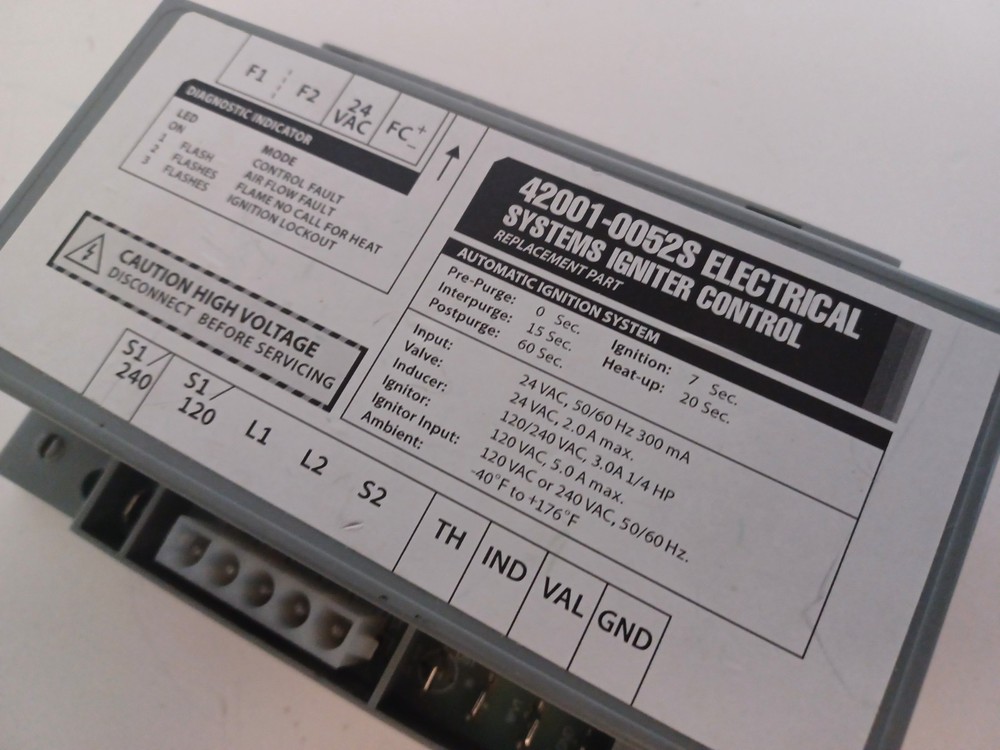 F1 F2 24 VAC FC + -
DIAGNOSTIC INDICATOR
LED MODE
ON CONTROL FAULT
1 FLASH AIR FLOW FAULT
2 FLASHES FLAME NO CALL FOR HEAT
3 FLASHES IGNITION LOCKOUT
CAUTION HIGH VOLTAGE
DISCONNECT BEFORE SERVICING
42001-0052S ELECTRICAL
SYSTEMS IGNITER CONTROL
REPLACEMENT PART
AUTOMATIC IGNITION SYSTEM
Pre-Purge: 0 Sec. Ignition: 7 Sec.
Interpurge: 15 Sec. Heat-up: 20 Sec.
Postpurge: 60 Sec.
Input: 24 VAC, 50/60 Hz 300 mA
Valve: 24 VAC, 2.0 A max.
Inducer: 120/240 VAC, 3.0A 1/4 HP
Ignitor: 120 VAC, 5.0 A max.
Ignitor Input: 120 VAC or 240 VAC, 50/60 Hz.
Ambient: -40°F to +176°F
S1/ 240 S1/ 120 L1 L2 S2 TH IND VAL GND